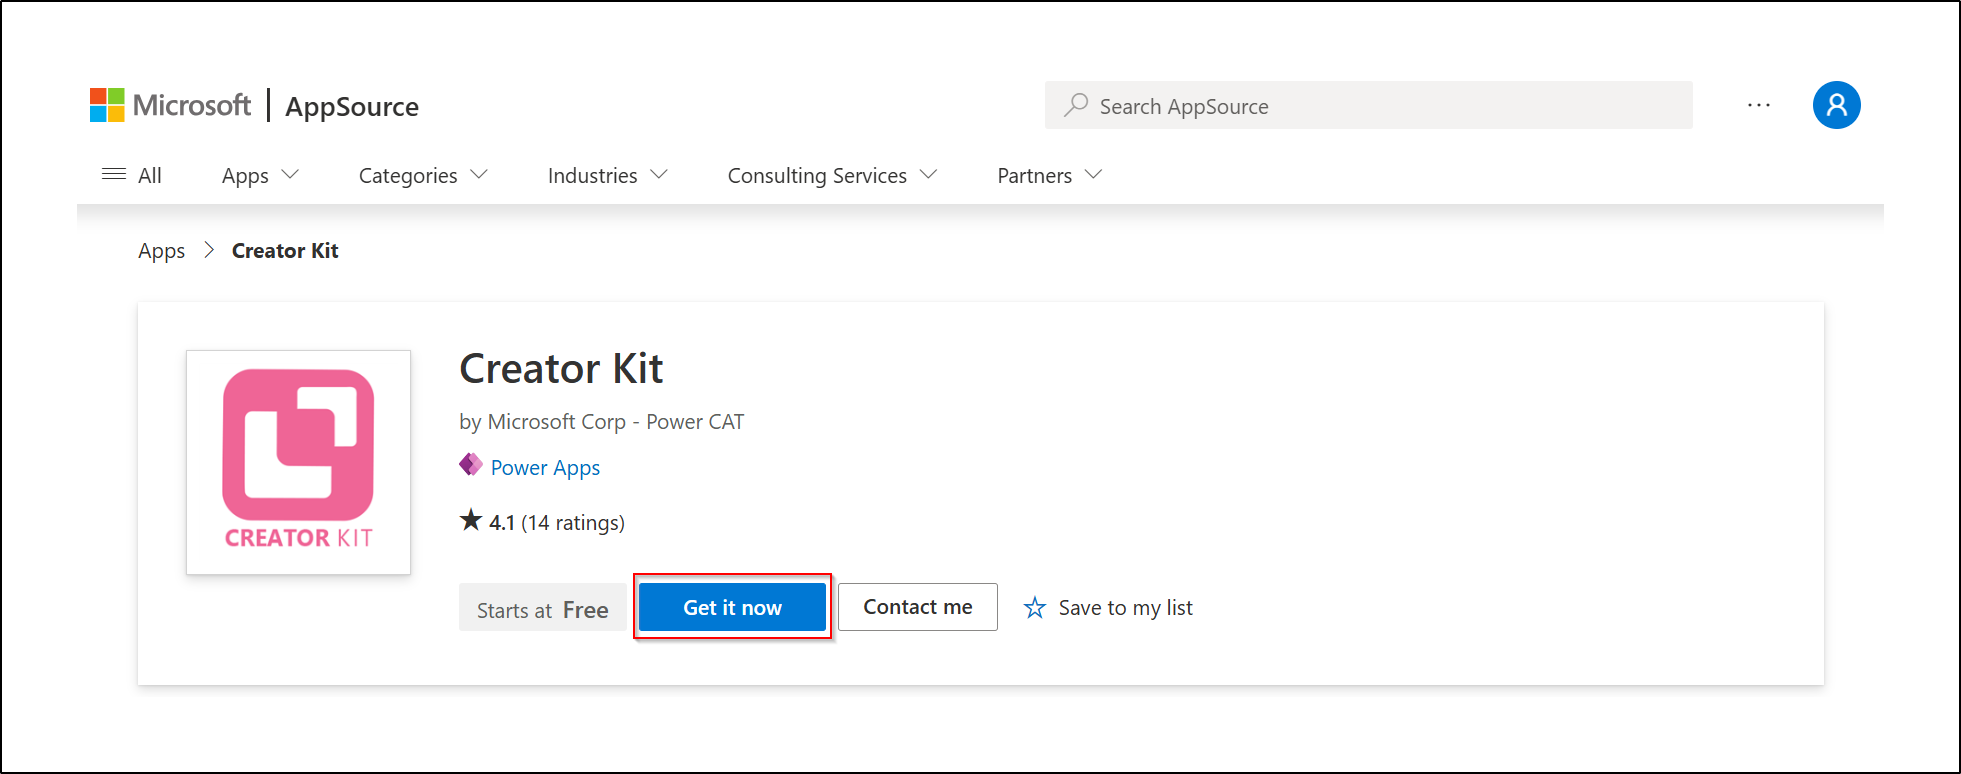 Microsoft | AppSource
Search AppSource
...
All Apps Categories Industries Consulting Services Partners
Apps > Creator Kit
Creator Kit
by Microsoft Corp - Power CAT
Power Apps
★ 4.1 (14 ratings)
CREATOR KIT
Starts at Free
Get it now
Contact me
Save to my list